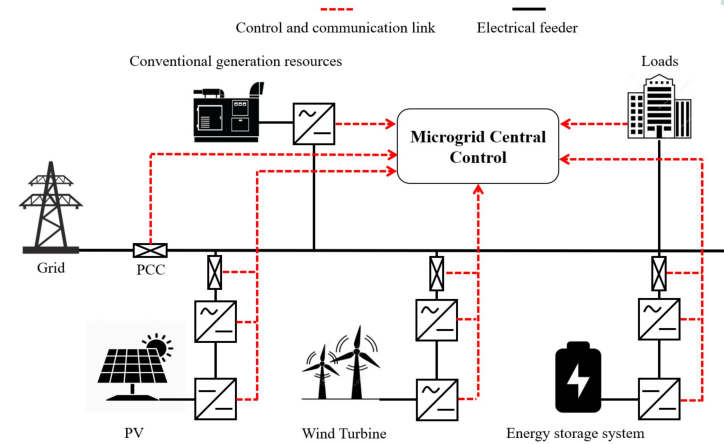 Control and communication link
Electrical feeder
Conventional generation resources
Loads
Microgrid Central
Control
Grid
PCC
PV
Wind Turbine
Energy storage system